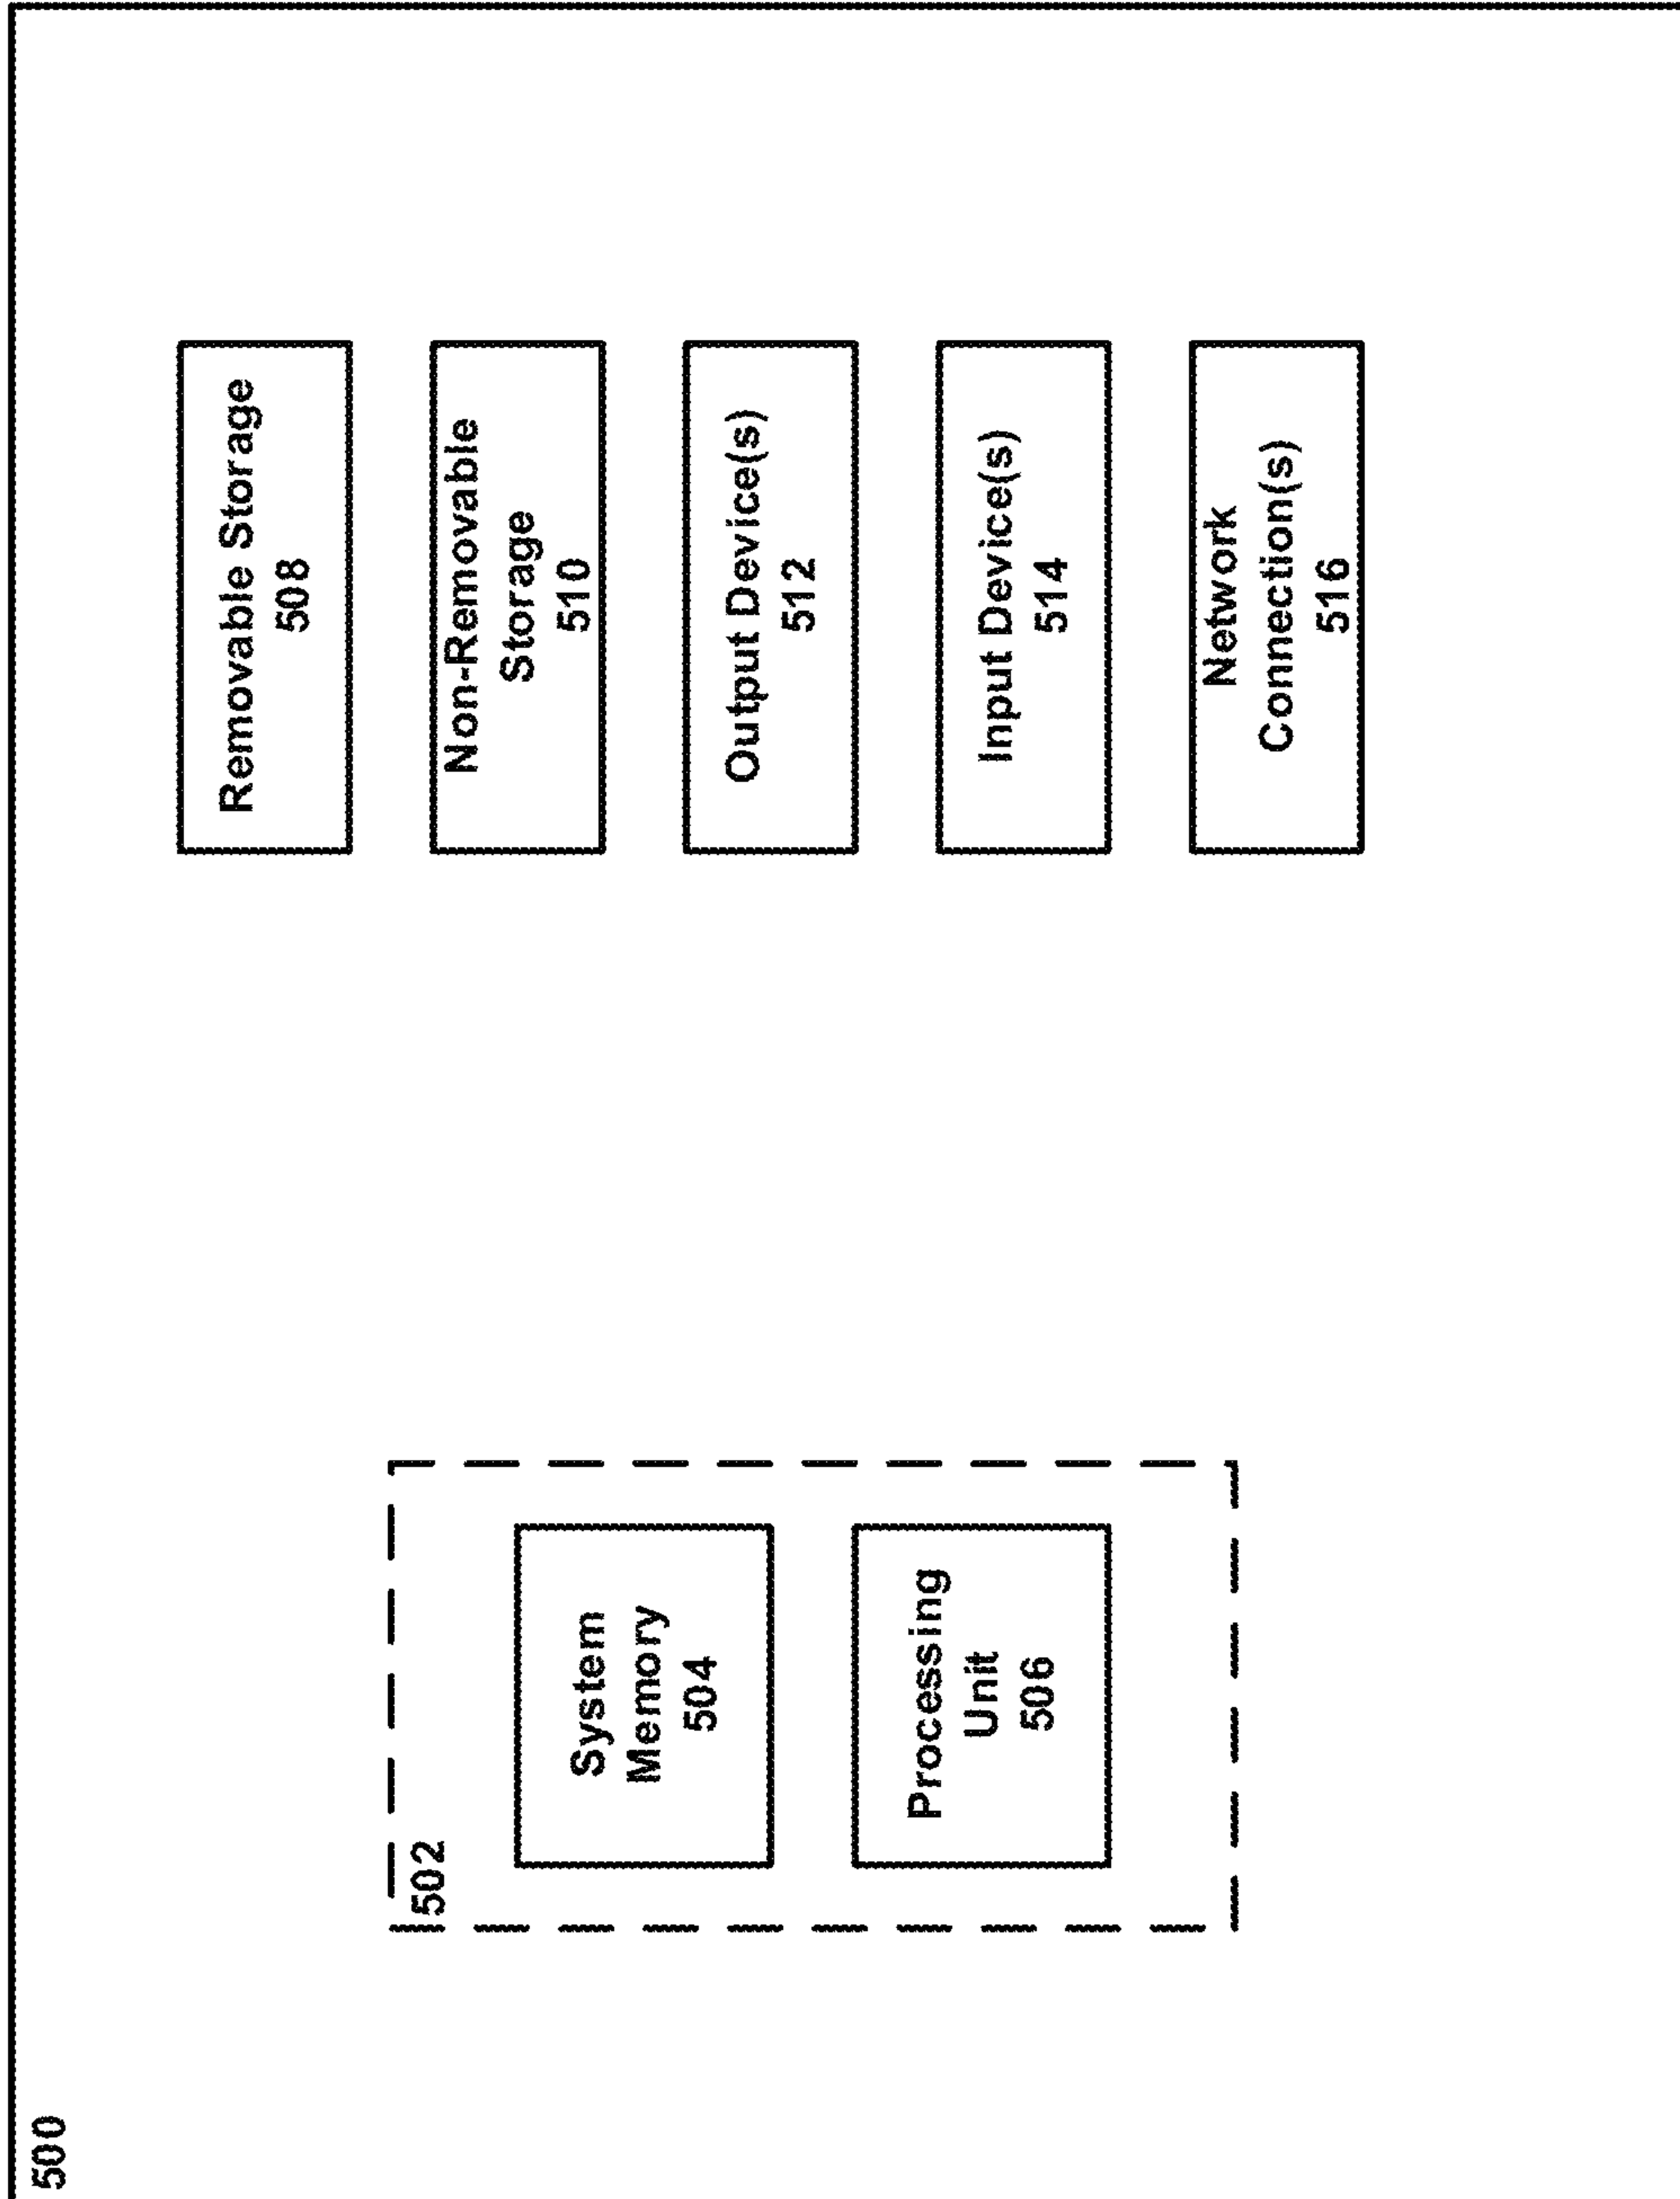 500
502
System
Memory
504
Processing
Unit
506
Removable Storage
508
Non-Removable
Storage
510
Output Device(s)
512
Input Device(s)
514
Network
Connection(s)
516